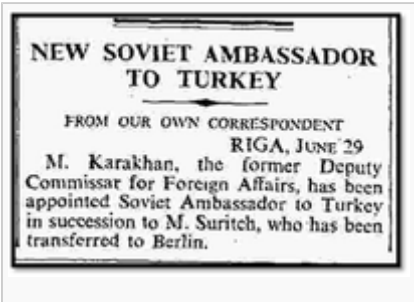 NEW SOVIET AMBASSADOR
TO TURKEY
FROM OUR OWN CORRESPONDENT
RIGA, JUNE 29
M. Karakhan, the former Deputy
Commissar for Foreign Affairs, has been
appointed Soviet Ambassador to Turkey
in succession to M. Suritch, who has been
transferred to Berlin.